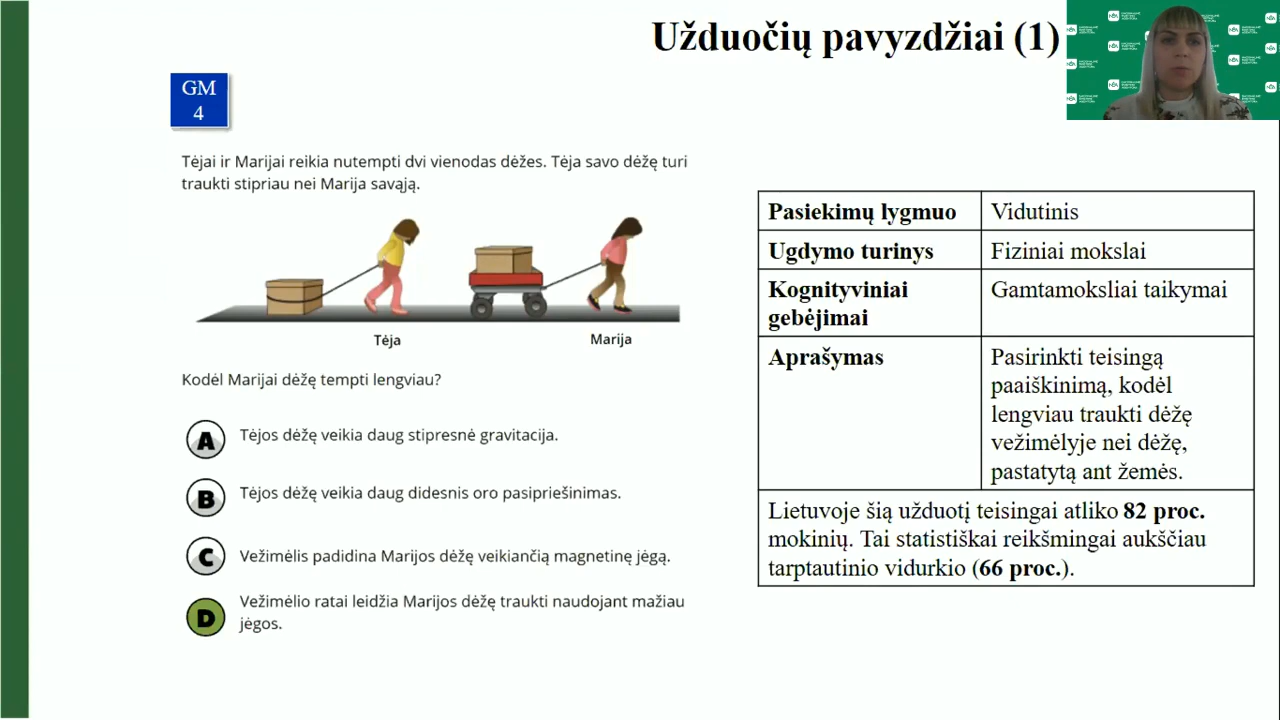 Užduočių pavyzdžiai (1)
GM
4
Tėjai ir Marijai reikia nutempti dvi vienodas dėžes. Tėja savo dėžę turi
traukti stipriau nei Marija savąją.
Tėja
Marija
Kodėl Marijai dėžę tempti lengviau?
A Tėjos dėžę veikia daug stipresnė gravitacija.
B Tėjos dėžę veikia daug didesnis oro pasipriešinimas.
C Vežimėlis padidina Marijos dėžę veikiančią magnetinę jėgą.
D Vežimėlio ratai leidžia Marijos dėžę traukti naudojant mažiau
jėgos.
Pasiekimų lygmuo Vidutinis
Ugdymo turinys Fiziniai mokslai
Kognityviniai Gamtamoksliai taikymai
gebėjimai
Aprašymas Pasirinkti teisingą
paaiškinimą, kodėl
lengviau traukti dėžę
vežimėlyje nei dėžę,
pastatytą ant žemės.
Lietuvoje šią užduotį teisingai atliko 82 proc.
mokinių. Tai statistiškai reikšmingai aukščiau
tarptautinio vidurkio (66 proc.).